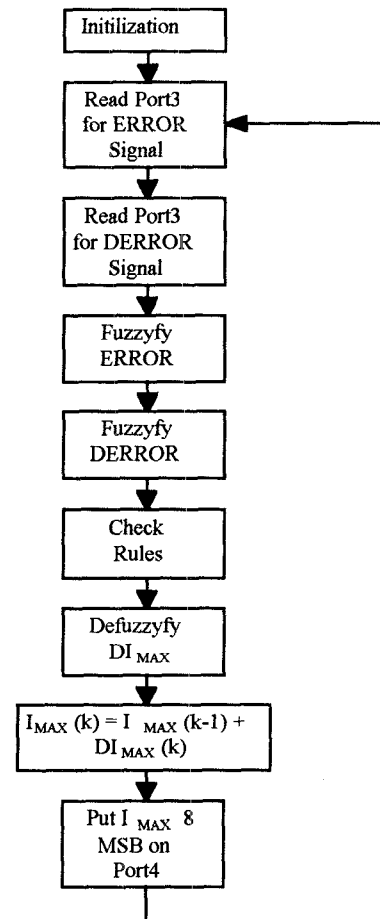 Initilization
Read Port3
for ERROR
Signal
Read Port3
for DERROR
Signal
Fuzzyfy
ERROR
Fuzzyfy
DERROR
Check
Rules
Defuzzyfy
DI MAX
I MAX (k) = I MAX (k-1) +
DI MAX (k)
Put I MAX 8
MSB on
Port4